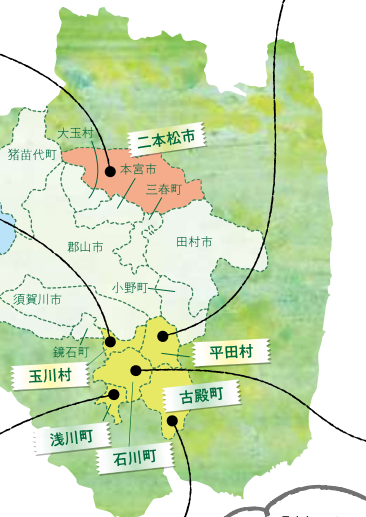 大玉村
二本松市
猪苗代町
本宮市
三春町
郡山市
田村市
小野町
須賀川市
鏡石町
平田村
玉川村
古殿町
浅川町
石川町